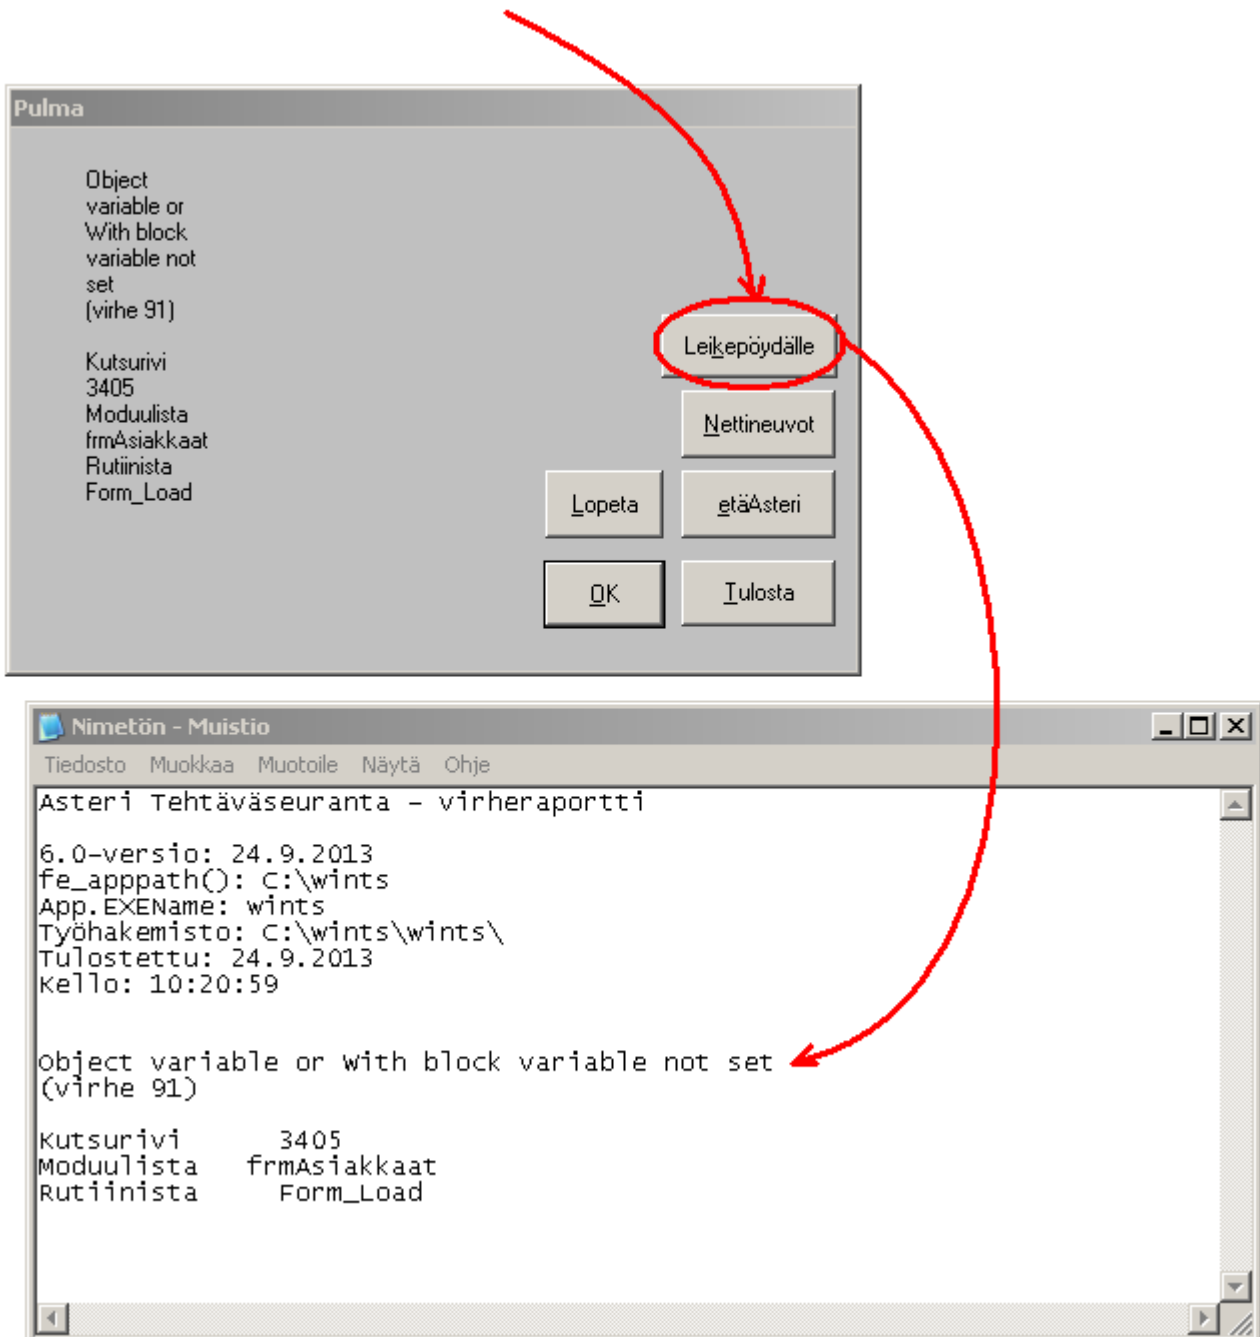 Pulma
Object
variable or
With block
variable not
set
(virhe 91)
Kutsurivi
3405
Moduulista
frmAsiakkaat
Rutiinista
Form_Load
Leikepöydälle
Nettineuvot
Lopeta
etäAsteri
OK
Tulosta
Nimetön - Muistio
Tiedosto Muokkaa Muotoile Näytä Ohje
Asteri Tehtäväseuranta - virheraportti
6.0-versio: 24.9.2013
fe_apppath(): C:\wints
App.EXEName: wints
Työhakemisto: C:\wints\wints\
Tulostettu: 24.9.2013
Kello: 10:20:59
Object variable or With block variable not set
(virhe 91)
Kutsurivi 3405
Moduulista frmAsiakkaat
Rutiinista Form_Load